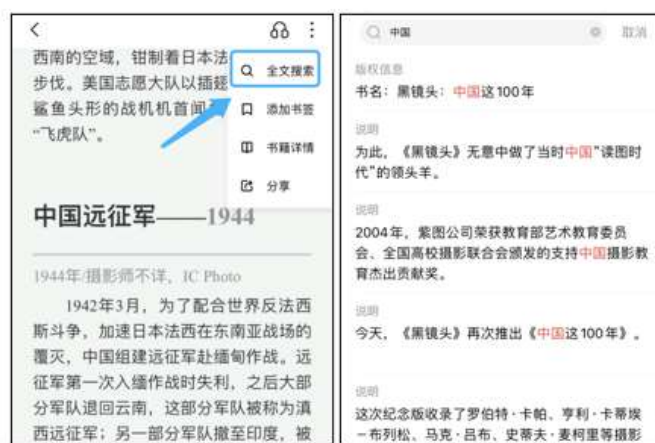 西南的空域，钳制着日本法
步伐。美国志愿大队以插翅
鲨鱼头形的战机机首闻
“飞虎队”。
全文搜索
添加书签
书籍详情
分享
中国远征军——1944
1944年/摄影师不详，IC Photo
1942年3月，为了配合世界反法西
斯斗争，加速日本法西在东南亚战场的
覆灭，中国组建远征军赴缅甸作战。远
征军第一次入缅作战时失利，之后大部
分军队退回云南，这部分军队被称为滇
西远征军；另一部分军队撤至印度，被
中国
取消
版权信息
书名：黑镜头：中国这100年
说明
为此，《黑镜头》无意中做了当时中国“读图时
代”的领头羊。
说明
2004年，紫图公司荣获教育部艺术教育委员
会、全国高校摄影联合会颁发的支持中国摄影教
育杰出贡献奖。
说明
今天，《黑镜头》再次推出《中国这100年》。
说明
这次纪念版收录了罗伯特·卡帕、亨利·卡蒂埃
－布列松、马克·吕布、史蒂夫·麦柯里等摄影